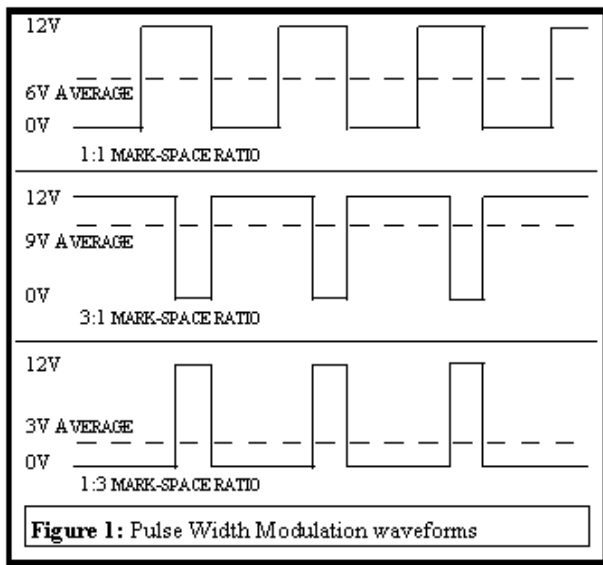 12V
6V AVERAGE
0V
1:1 MARK-SPACE RATIO
12V
9V AVERAGE
0V
3:1 MARK-SPACE RATIO
12V
3V AVERAGE
0V
1:3 MARK-SPACE RATIO
Figure 1: Pulse Width Modulation waveforms